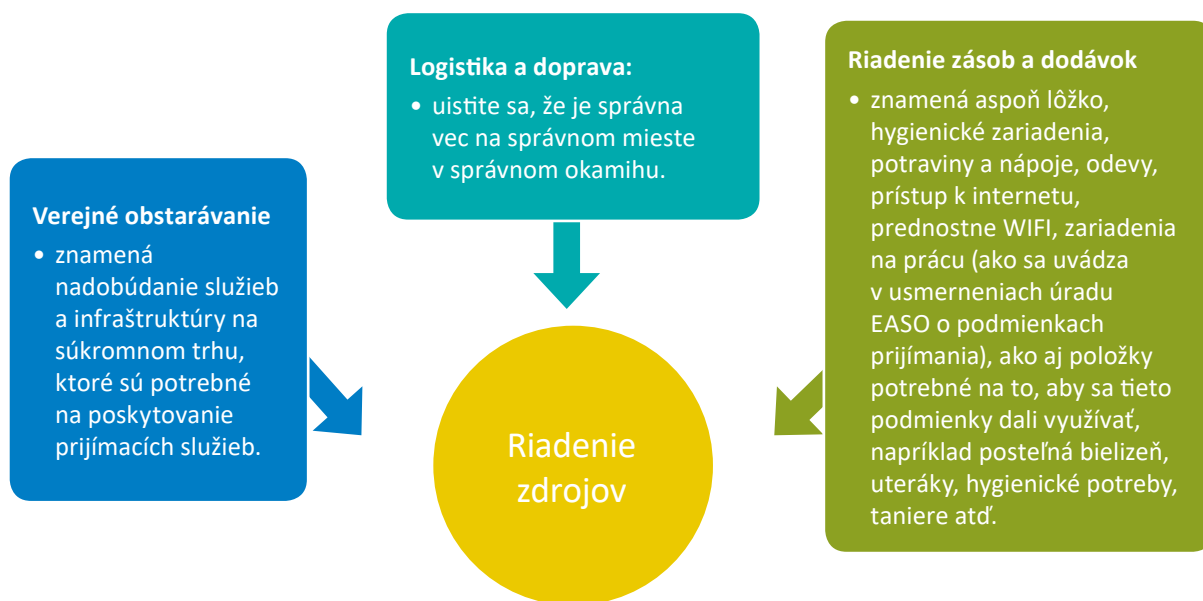 Verejné obstarávanie
• znamená
nadobúdanie služieb
a infraštruktúry na
súkromnom trhu,
ktoré sú potrebné
na poskytovanie
prijímacích služieb.
Logistika a doprava:
• uistite sa, že je správna
vec na správnom mieste
v správnom okamihu.
Riadenie zásob a dodávok
• znamená aspoň lôžko,
hygienické zariadenia,
potraviny a nápoje, odevy,
prístup k internetu,
prednostne WIFI, zariadenia
na prácu (ako sa uvádza
v usmerneniach úradu
EASO o podmienkach
prijímania), ako aj položky
potrebné na to, aby sa tieto
podmienky dali využívať,
napríklad posteľná bielizeň,
uteráky, hygienické potreby,
taniere atď.
Riadenie
zdrojov